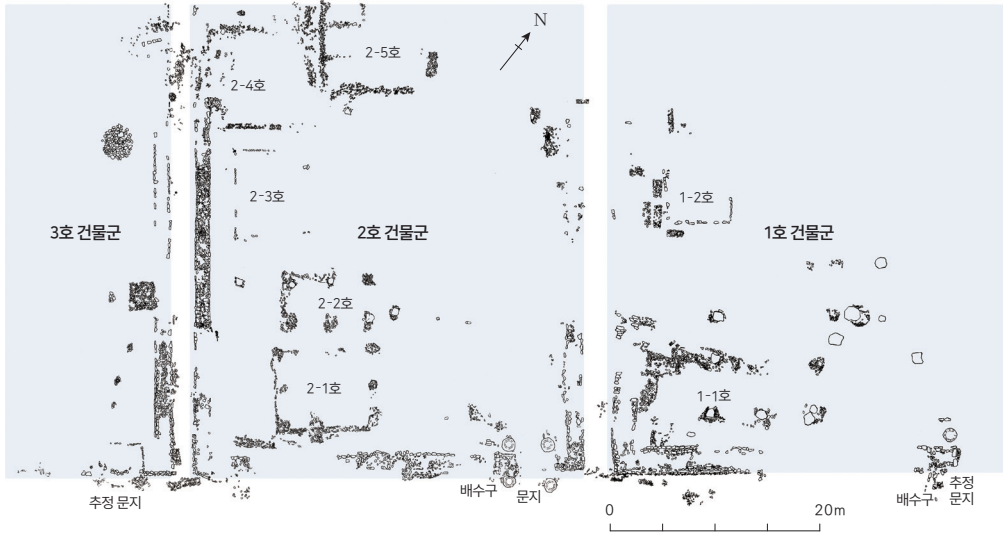 N
2-5호
2-4호
2-3호
1-2호
3호 건물군
2호 건물군
1호 건물군
2-2호
2-1호
1-1호
추정 문지
배수구
문지
배수구
추정
문지
0
20m